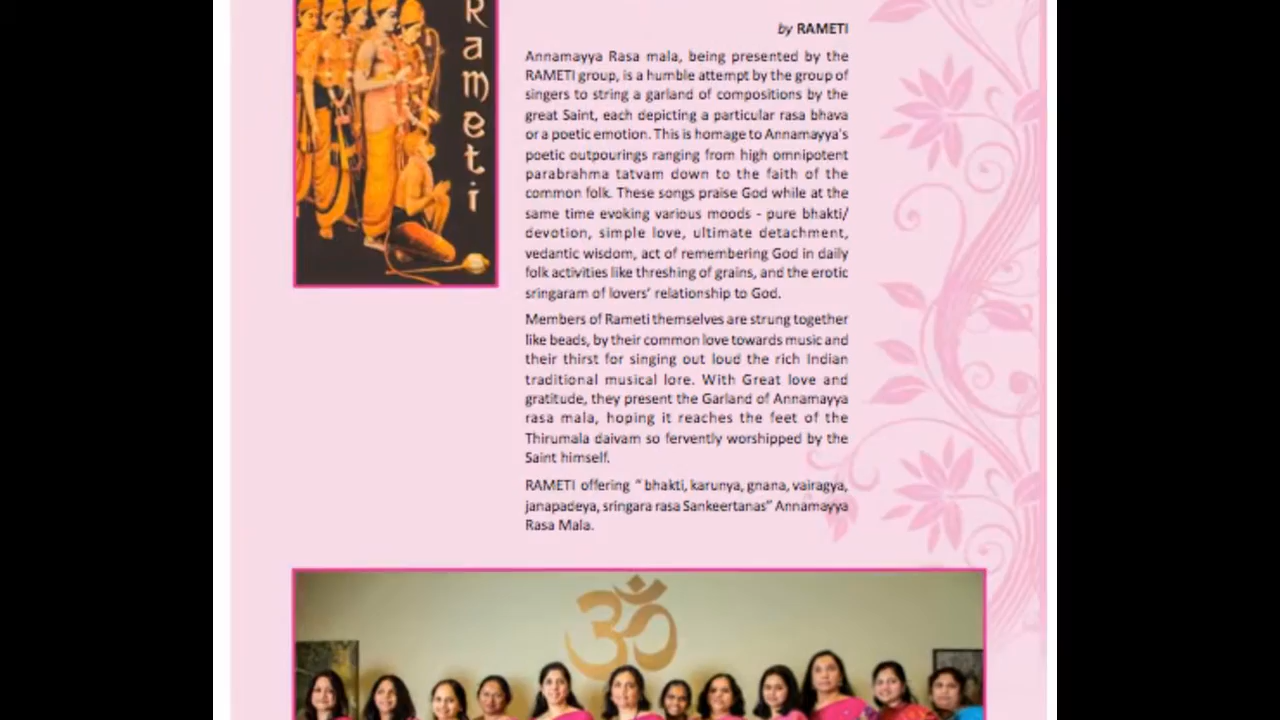 Rameti
by RAMETI
Annamayya Rasa mala, being presented by the
RAMETI group, is a humble attempt by the group of
singers to string a garland of compositions by the
great Saint, each depicting a particular rasa bhava
or a poetic emotion. This is homage to Annamayya's
poetic outpourings ranging from high omnipotent
parabrahma tatvam down to the faith of the
common folk. These songs praise God while at the
same time evoking various moods - pure bhakti/
devotion, simple love, ultimate detachment,
vedantic wisdom, act of remembering God in daily
folk activities like threshing of grains, and the erotic
sringaram of lovers' relationship to God.
Members of Rameti themselves are strung together
like beads, by their common love towards music and
their thirst for singing out loud the rich Indian
traditional musical lore. With Great love and
gratitude, they present the Garland of Annamayya
rasa mala, hoping it reaches the feet of the
Thirumala daivam so fervently worshipped by the
Saint himself.
RAMETI offering " bhakti, karunya, gnana, vairagya,
janapadeya, sringara rasa Sankeertanas" Annamayya
Rasa Mala.
ॐ